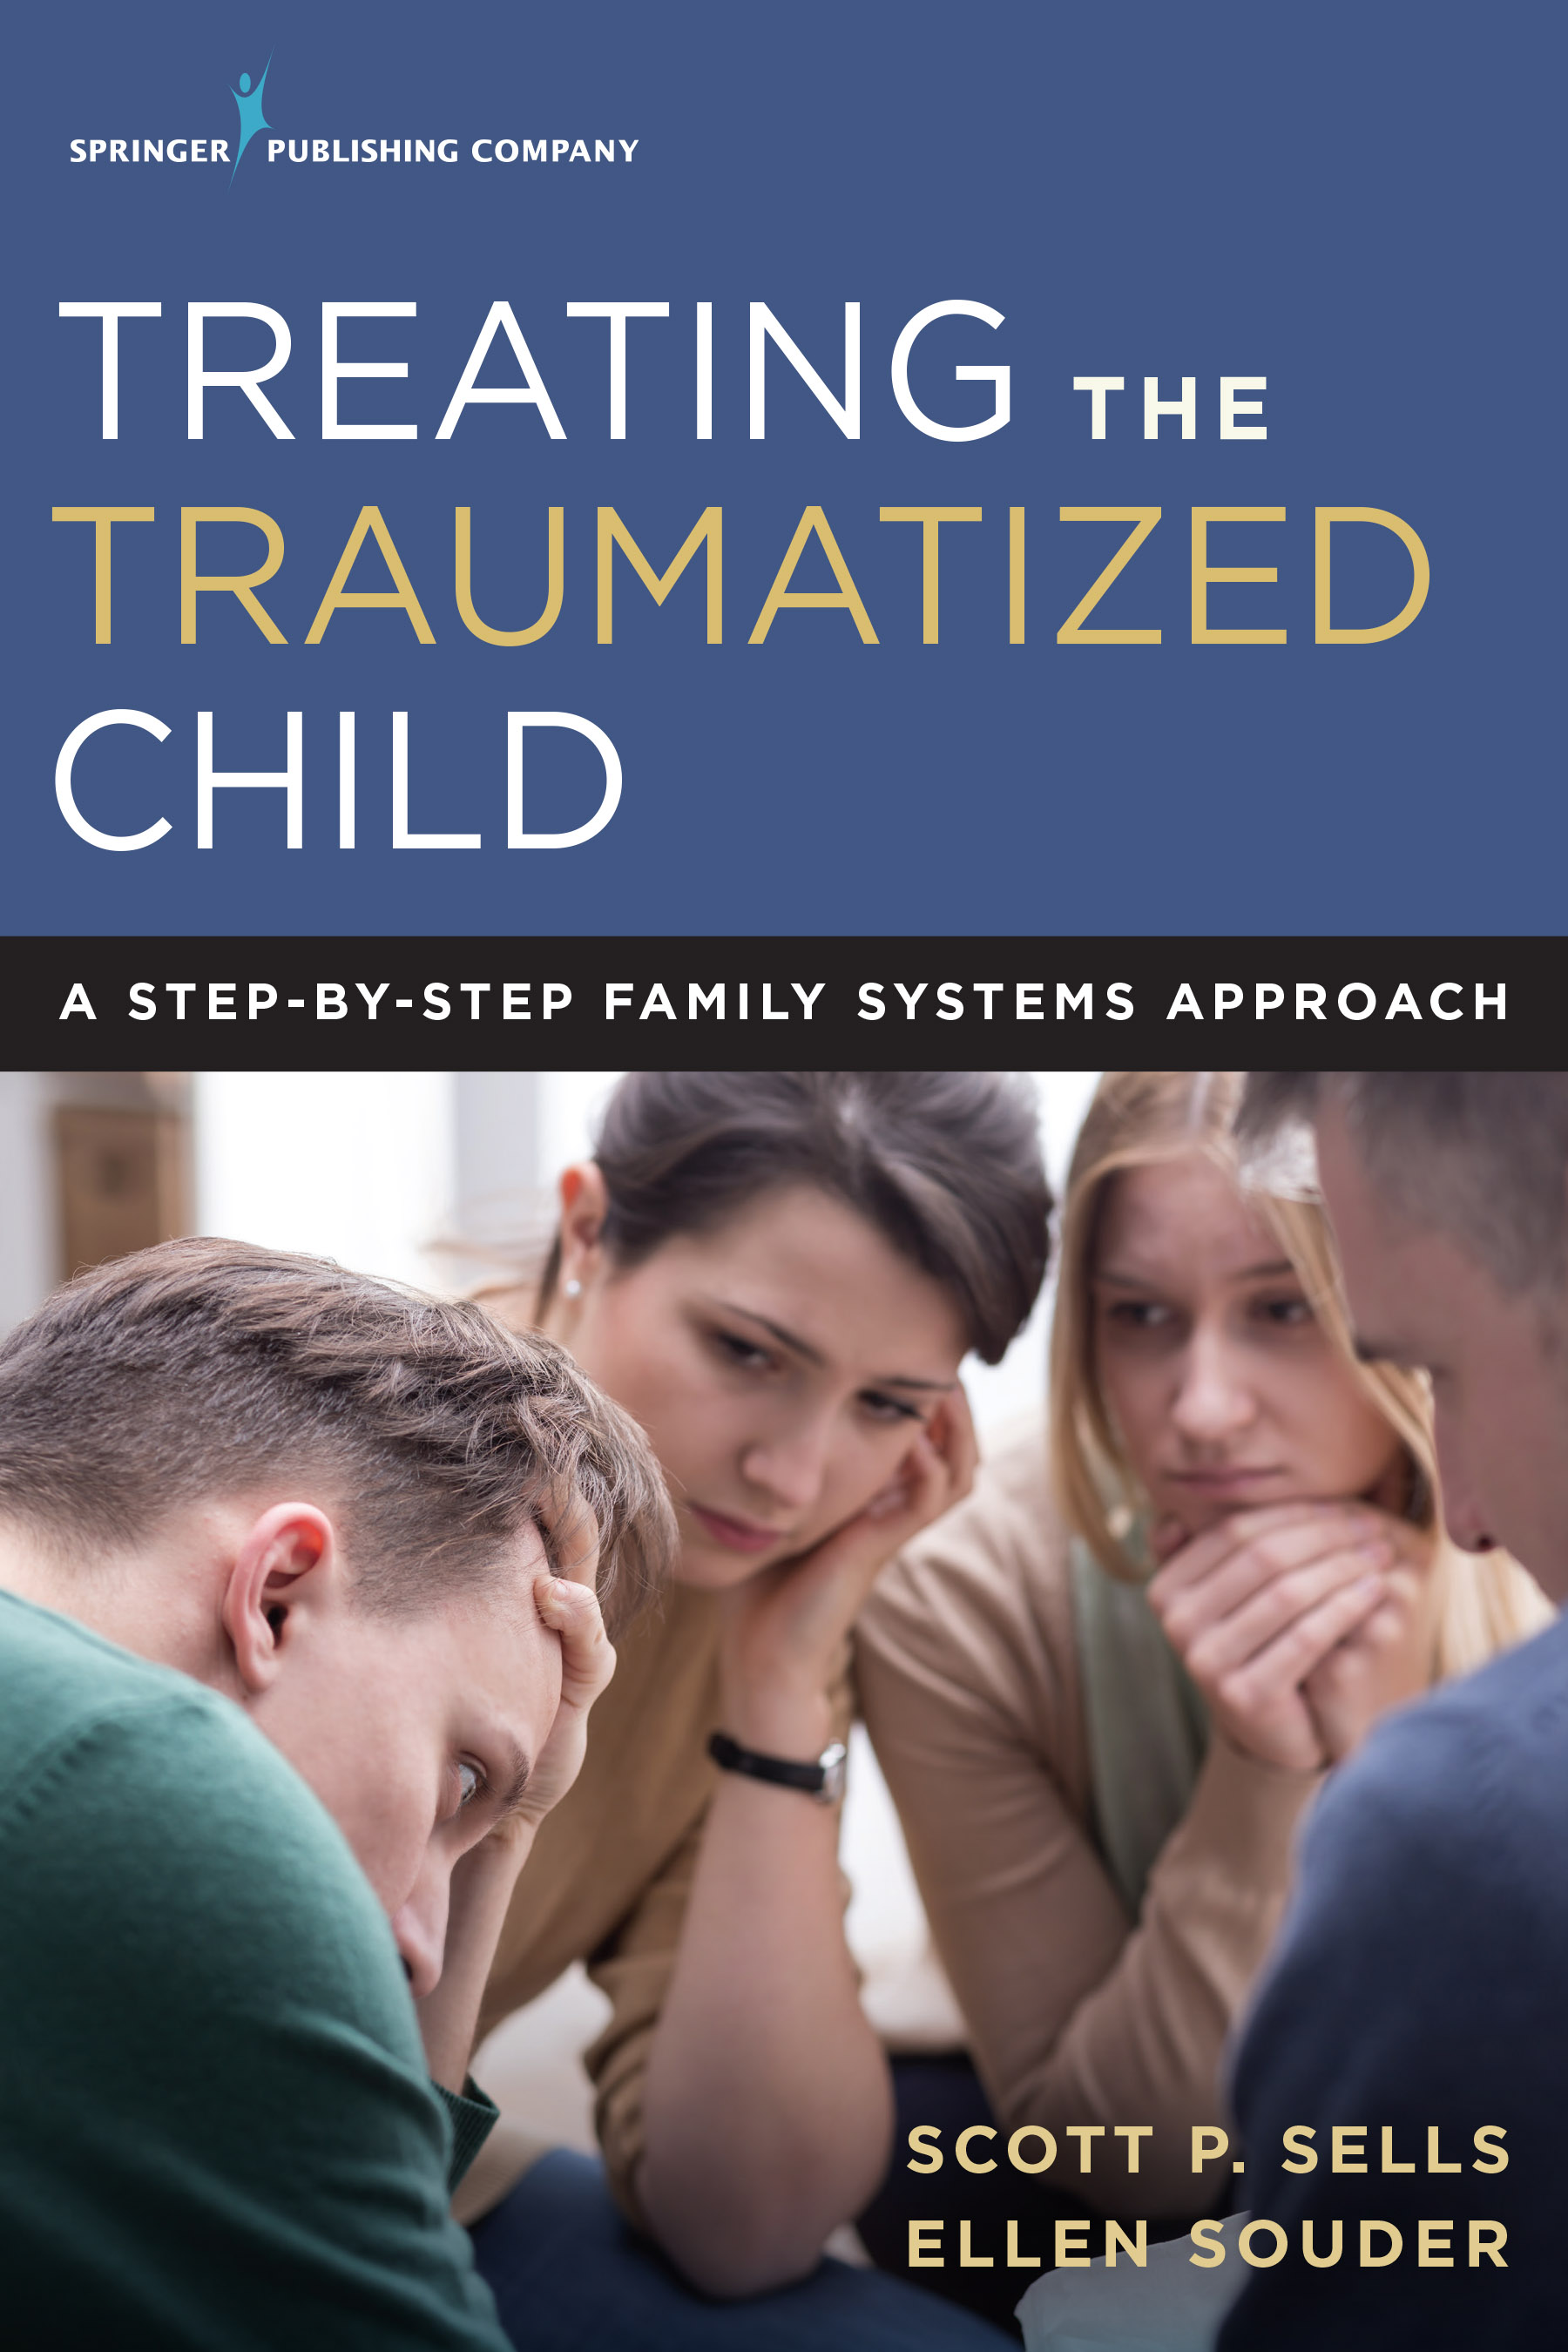 SPRINGER PUBLISHING COMPANY
TREATING THE
TRAUMATIZED
CHILD
A STEP-BY-STEP FAMILY SYSTEMS APPROACH
SCOTT P. SELLS
ELLEN SOUDER